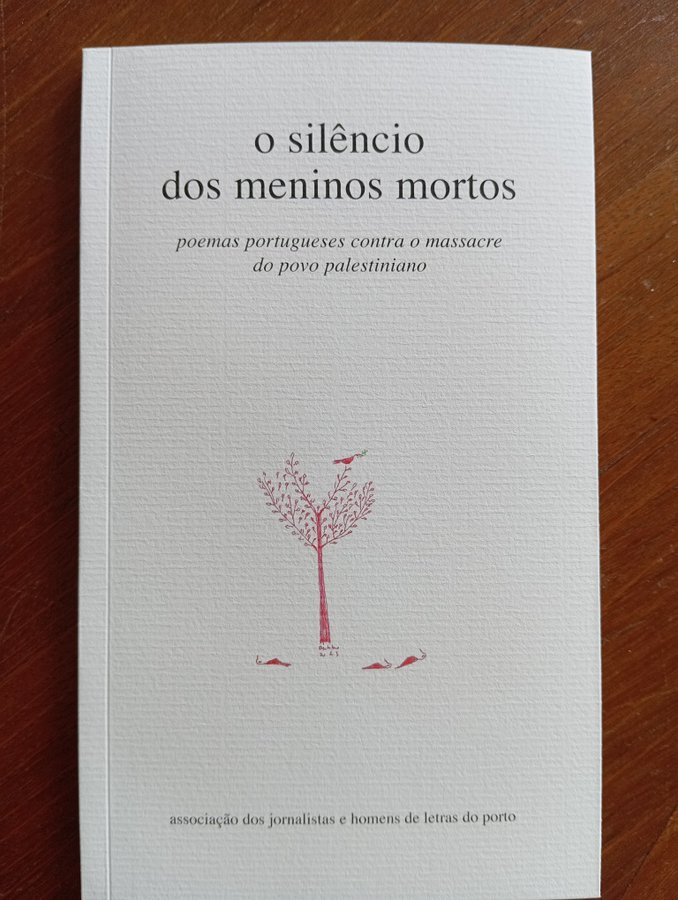 o silêncio
dos meninos mortos
poemas portugueses contra o massacre
do povo palestiniano
associação dos jornalistas e homens de letras do porto